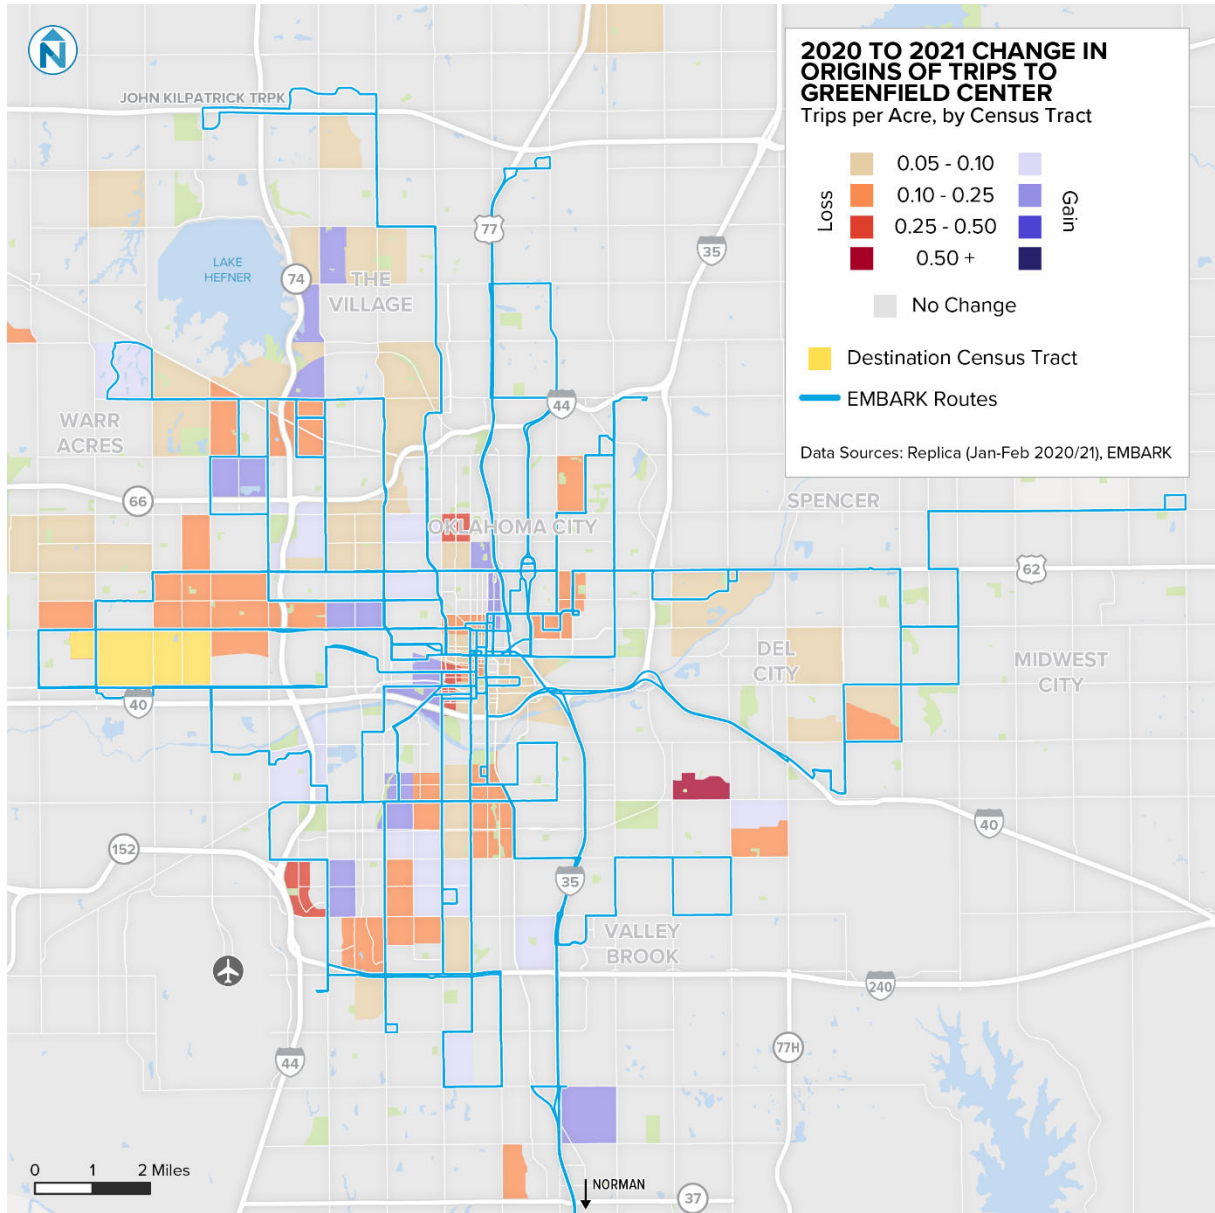 N
JOHN KILPATRICK TRPK
2020 TO 2021 CHANGE IN
ORIGINS OF TRIPS TO
GREENFIELD CENTER
Trips per Acre, by Census Tract
Loss
0.05 - 0.10
0.10 - 0.25
0.25 - 0.50
0.50 +
Gain
No Change
Destination Census Tract
EMBARK Routes
Data Sources: Replica (Jan-Feb 2020/21), EMBARK
77
35
LAKE
HEFNER
74
THE
VILLAGE
44
WARR
ACRES
66
SPENCER
OKLAHOMA CITY
62
DEL
CITY
MIDWEST
CITY
40
40
152
35
VALLEY
BROOK
240
77H
44
0 1 2 Miles
NORMAN
37